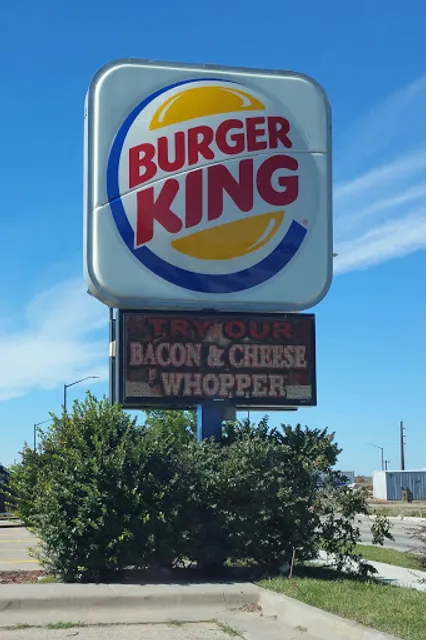 BURGER
KING
TRY OUR
BACON & CHEESE
WHOPPER